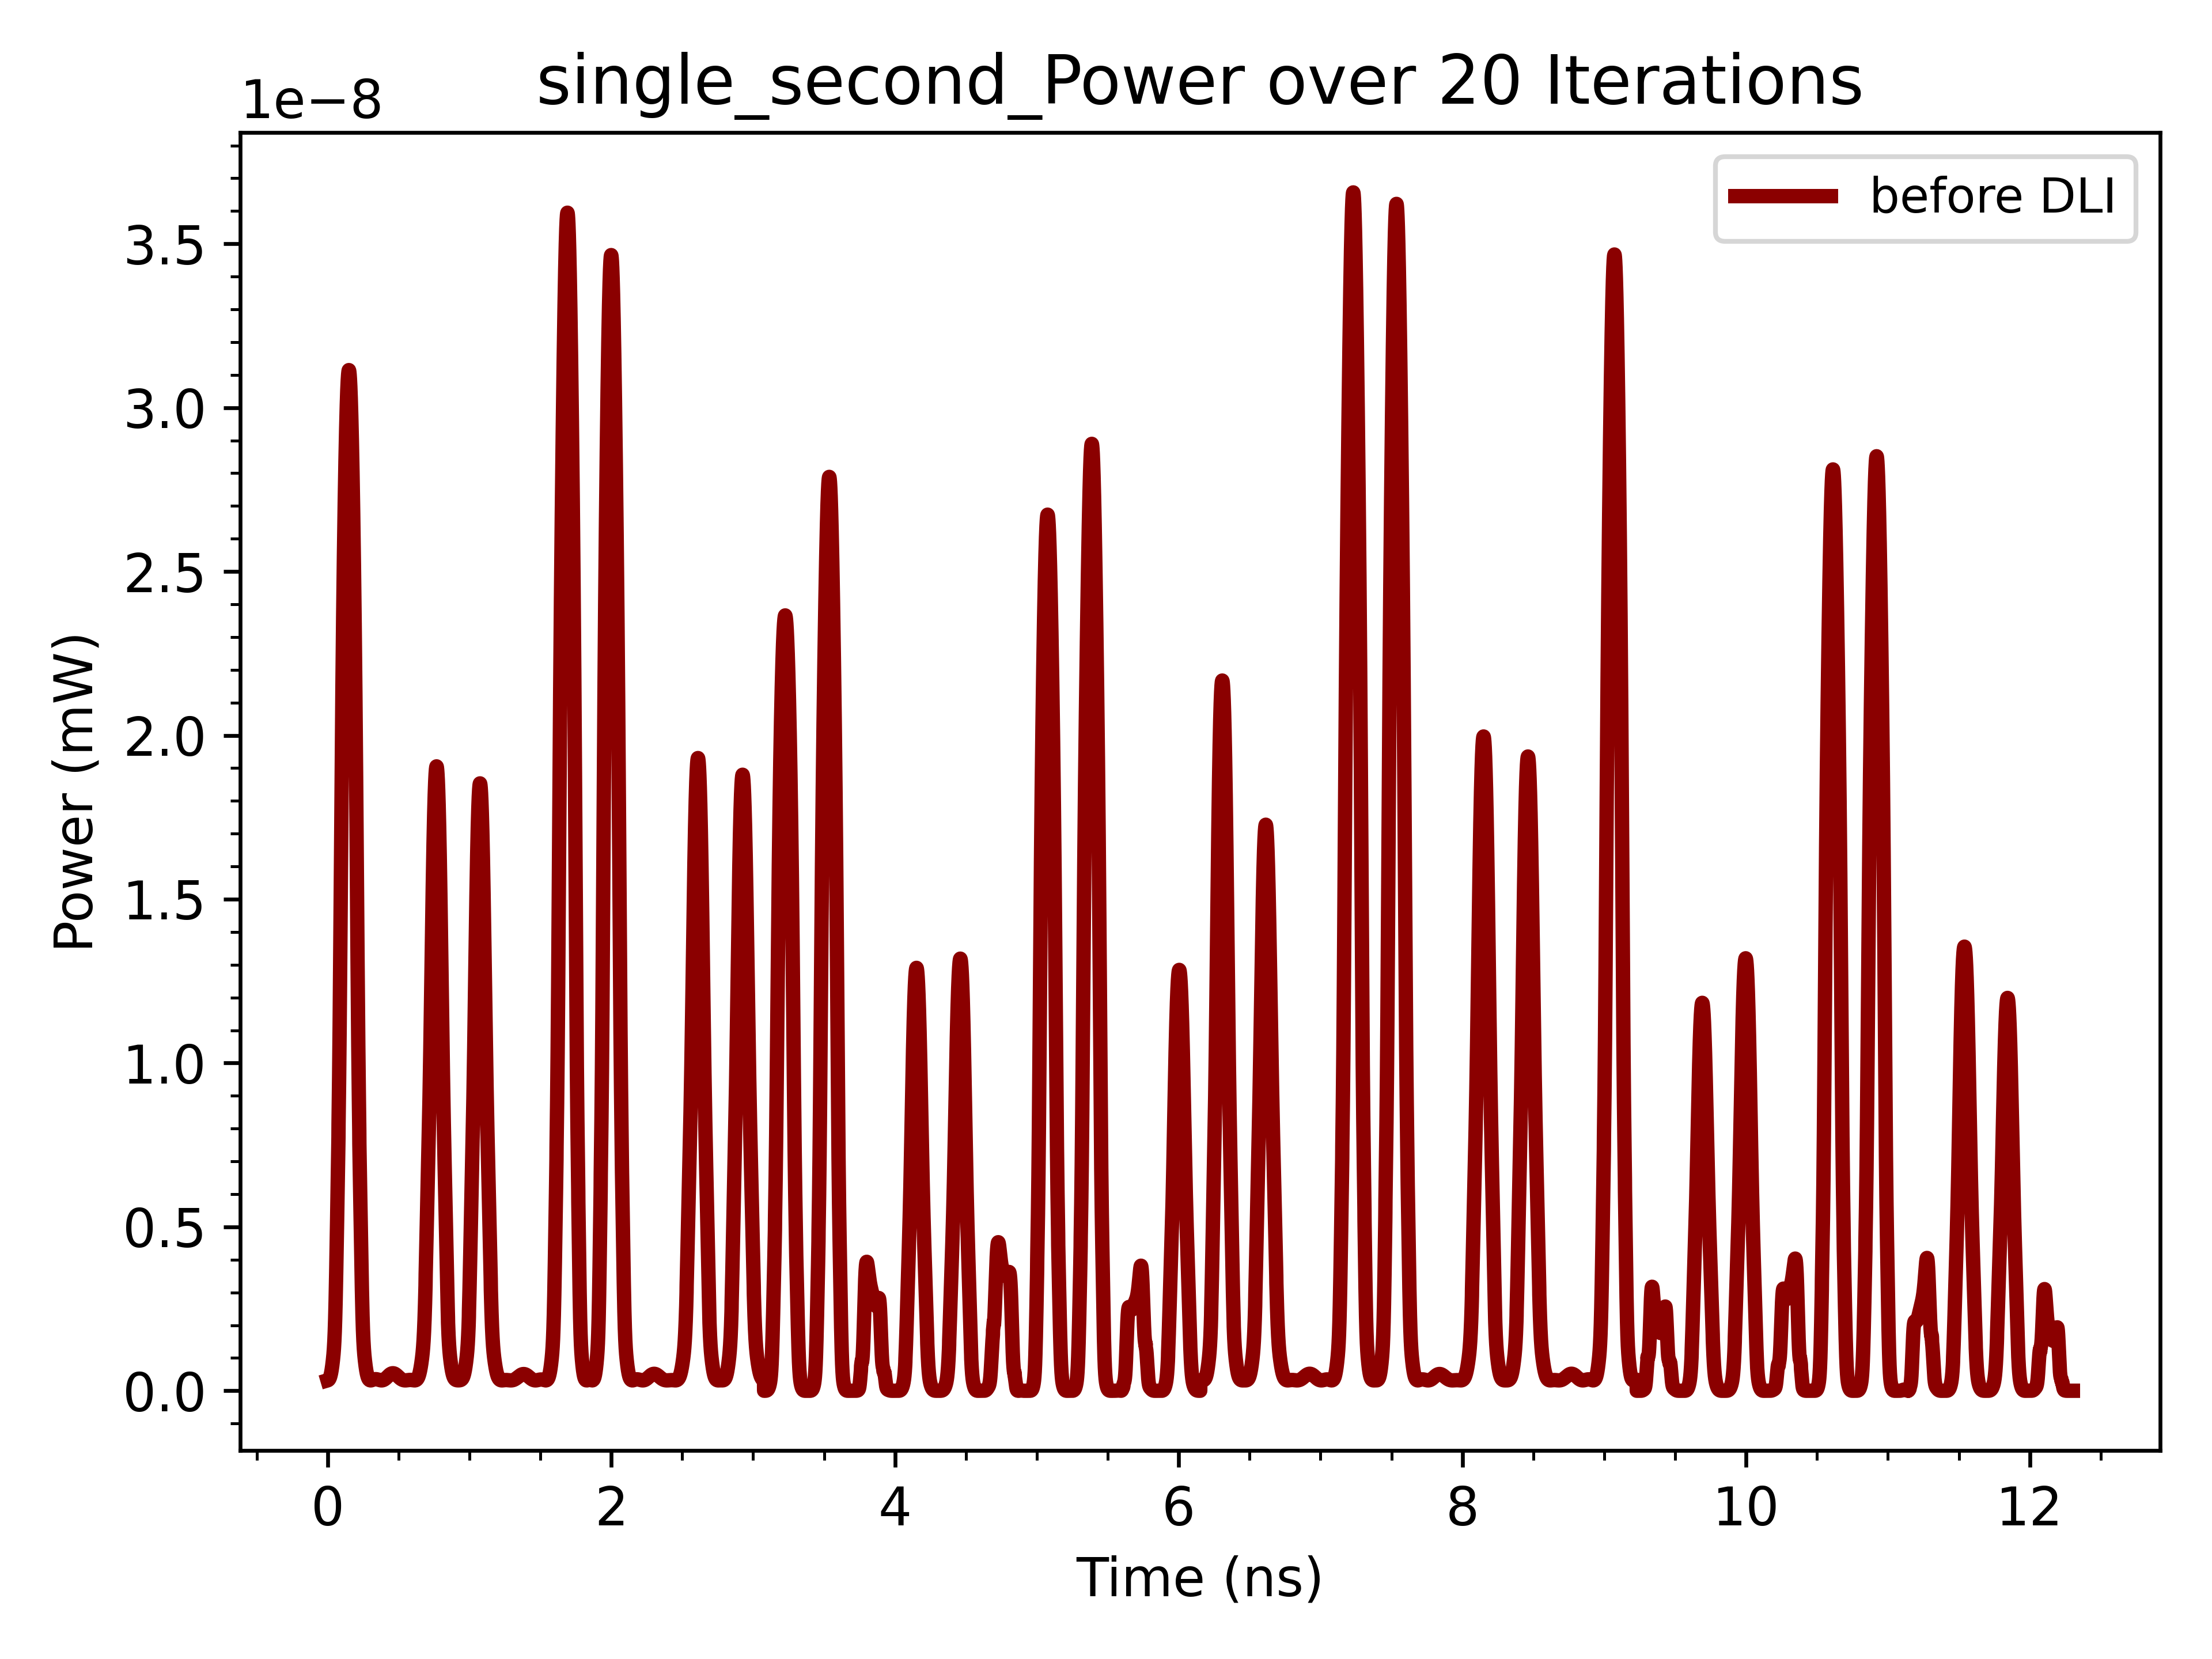 single_second_Power over 20 Iterations
1e−8
before DLI
3.5
3.0
2.5
2.0
1.5
1.0
0.5
0.0
Power (mW)
0 2 4 6 8 10 12
Time (ns)